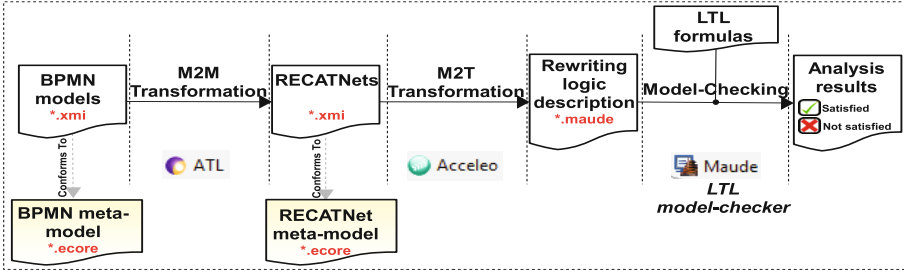 LTL
formulas
BPMN
models
*.xmi
M2M
Transformation
RECATNets
*.xmi
M2T
Transformation
Rewriting
logic
description
*.maude
Model-Checking
Analysis
results
Satisfied
Not satisfied
Conforms To
ATL
Conforms To
Acceleo
Maude
LTL
model-checker
BPMN meta-
model
*.ecore
RECATNet
meta-model
*.ecore